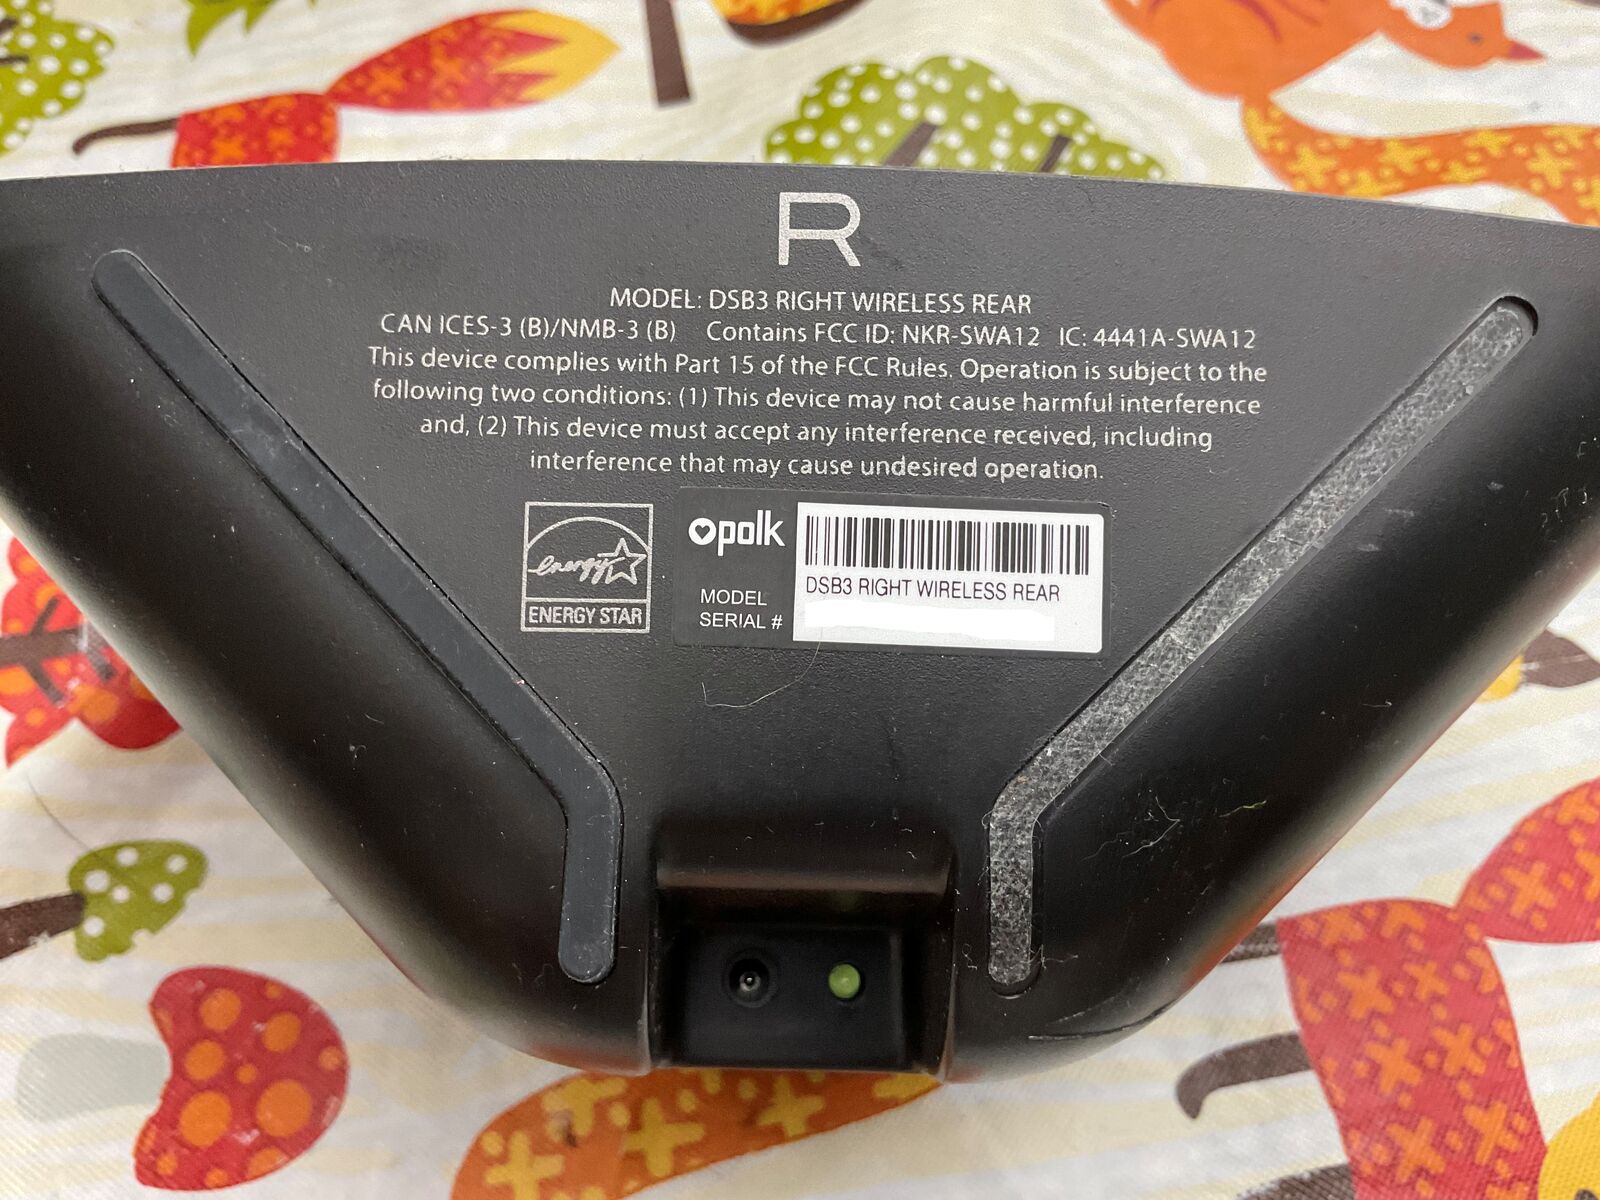 R
MODEL: DSB3 RIGHT WIRELESS REAR
CAN ICES-3 (B)/NMB-3 (B) Contains FCC ID: NKR-SWA12 IC: 4441A-SWA12
This device complies with Part 15 of the FCC Rules. Operation is subject to the
following two conditions: (1) This device may not cause harmful interference
and, (2) This device must accept any interference received, including
interference that may cause undesired operation.
energy
ENERGY STAR
polk
MODEL DSB3 RIGHT WIRELESS REAR
SERIAL #